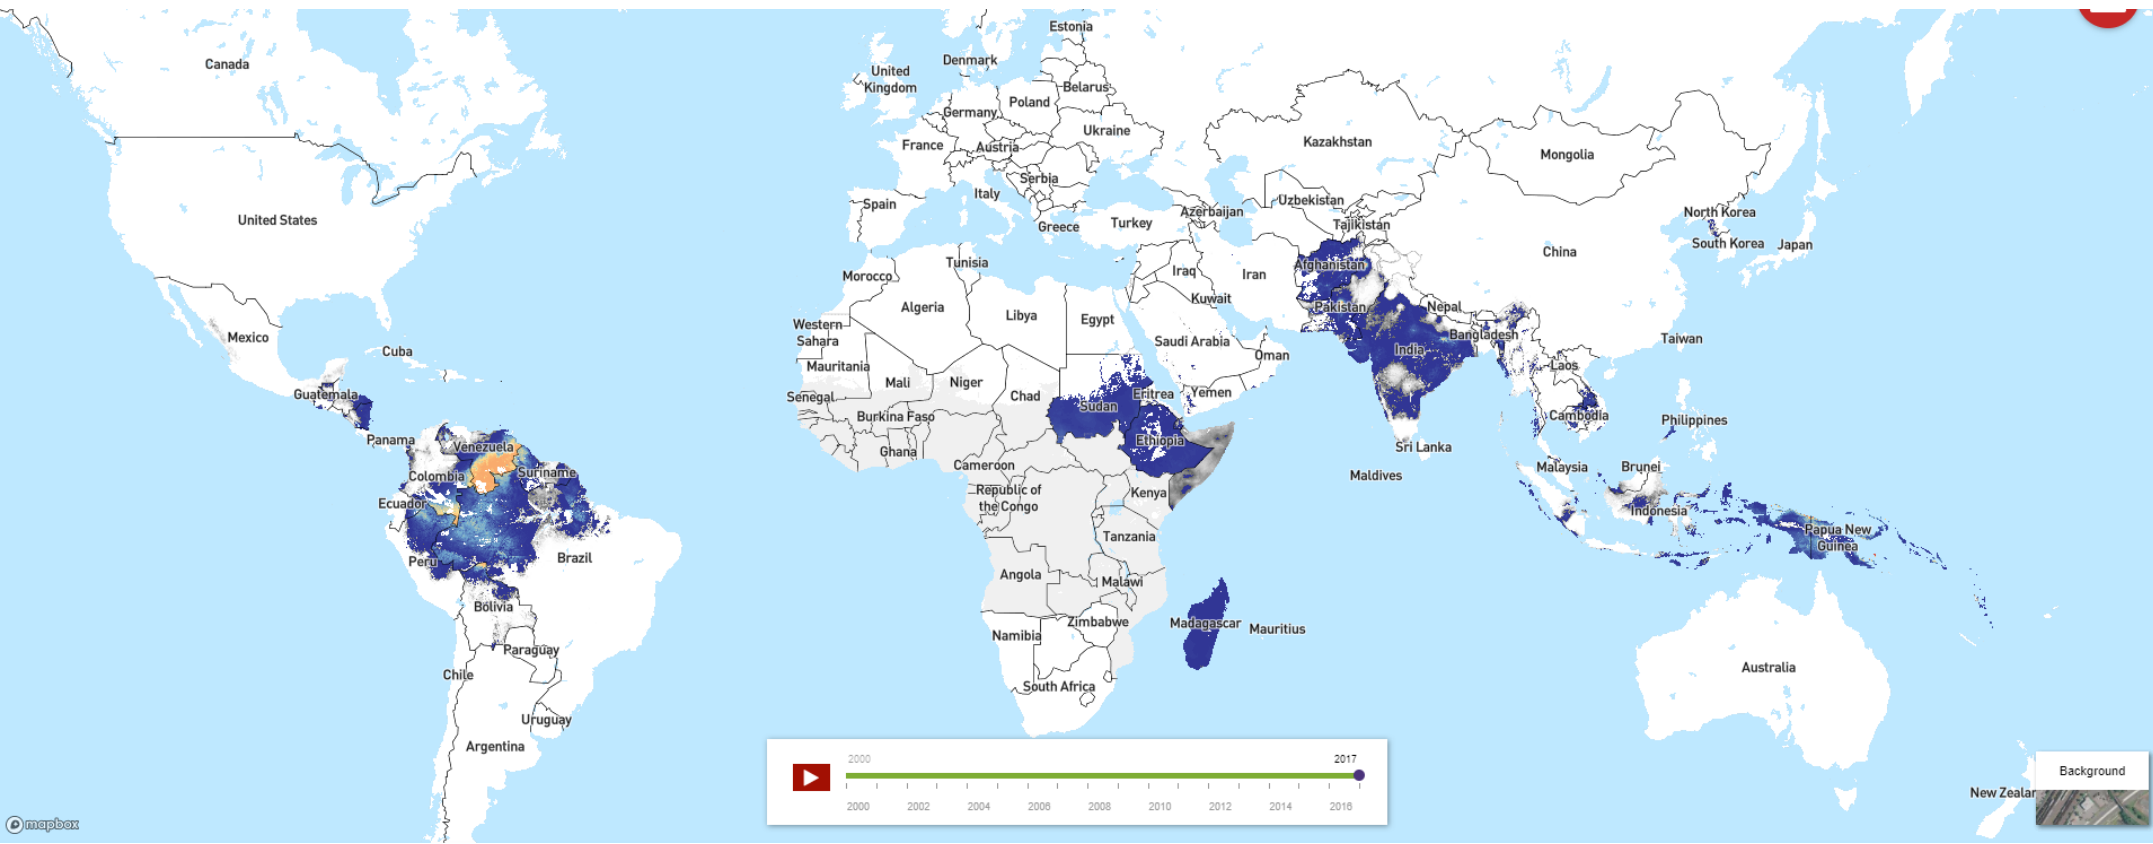 Estonia
Canada
Denmark
United
Kingdom
Belarus
Poland
Germany
Ukraine
France
Austria
Kazakhstan
Mongolia
Serbia
Italy
Spain
Uzbekistan
Azerbaijan
North Korea
United States
Greece
Turkey
Tajikistan
South Korea
Japan
China
Tunisia
Afghanistan
Morocco
Iraq
Iran
Kuwait
Algeria
Libya
Egypt
Pakistan
Nepal
Western
Sahara
Mexico
Bangladesh
Taiwan
Saudi Arabia
Cuba
India
Oman
Mauritania
Laos
Mali
Niger
Guatemala
Senegal
Chad
Eritrea
Yemen
Sudan
Burkina Faso
Cambodia
Philippines
Panama
Venezuela
Ghana
Ethiopia
Sri Lanka
Cameroon
Malaysia
Brunei
Colombia
Suriname
Maldives
Republic of
the Congo
Kenya
Ecuador
Indonesia
Papua New
Guinea
Tanzania
Peru
Brazil
Angola
Malawi
Bolivia
Zimbabwe
Madagascar
Mauritius
Namibia
Paraguay
Australia
Chile
South Africa
Uruguay
Argentina
2000
2017
2000 2002 2004 2006 2008 2010 2012 2014 2016
Background
New Zealan
mapbox